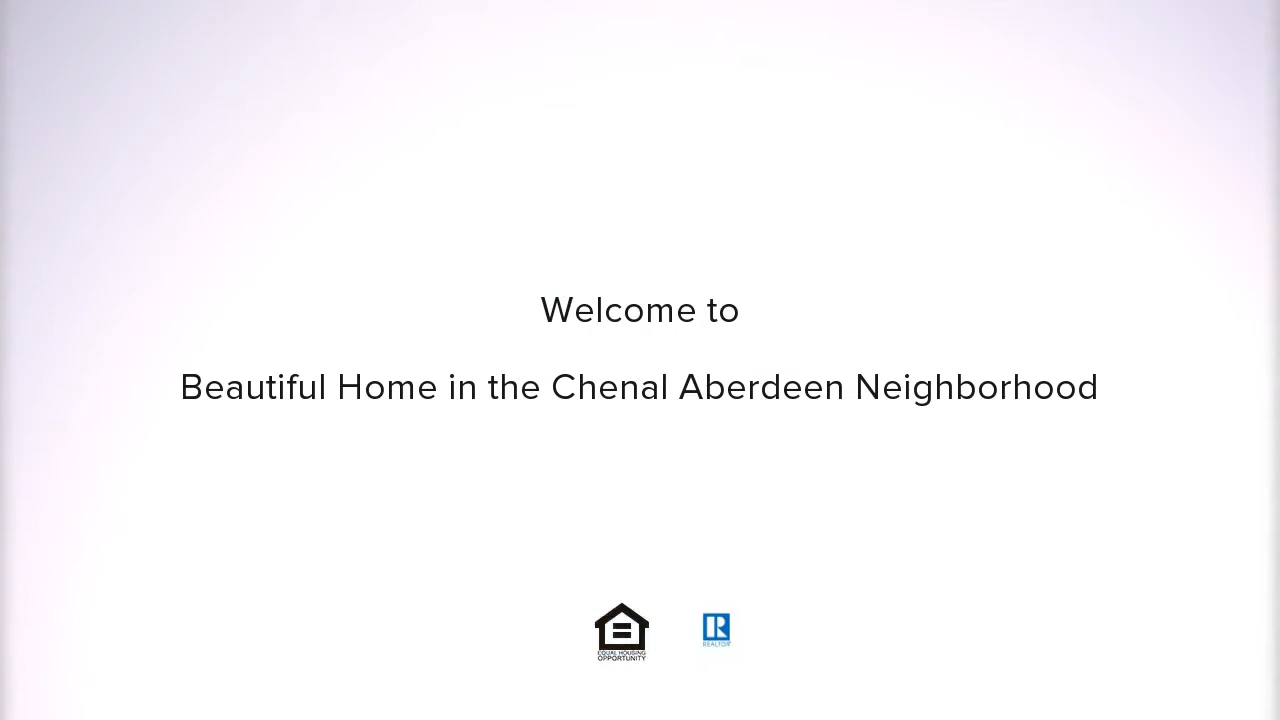 Welcome to
Beautiful Home in the Chenal Aberdeen Neighborhood
EQUAL HOUSING
OPPORTUNITY
REALTOR®